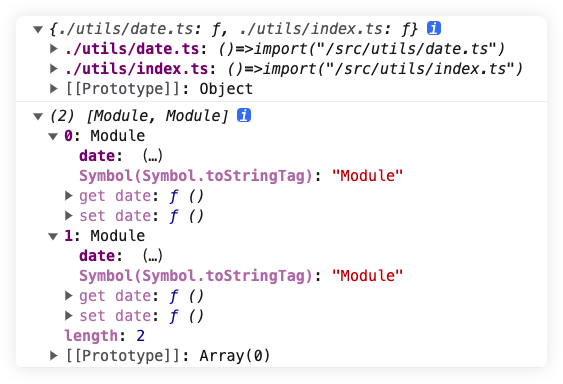 {./utils/date.ts: ƒ, ./utils/index.ts: ƒ} i
./utils/date.ts: ()=>import("/src/utils/date.ts")
./utils/index.ts: ()=>import("/src/utils/index.ts")
[[Prototype]]: Object
(2) [Module, Module] i
0: Module
date: (…)
Symbol(Symbol.toStringTag): "Module"
get date: ƒ ()
set date: ƒ ()
1: Module
date: (…)
Symbol(Symbol.toStringTag): "Module"
get date: ƒ ()
set date: ƒ ()
length: 2
[[Prototype]]: Array(0)